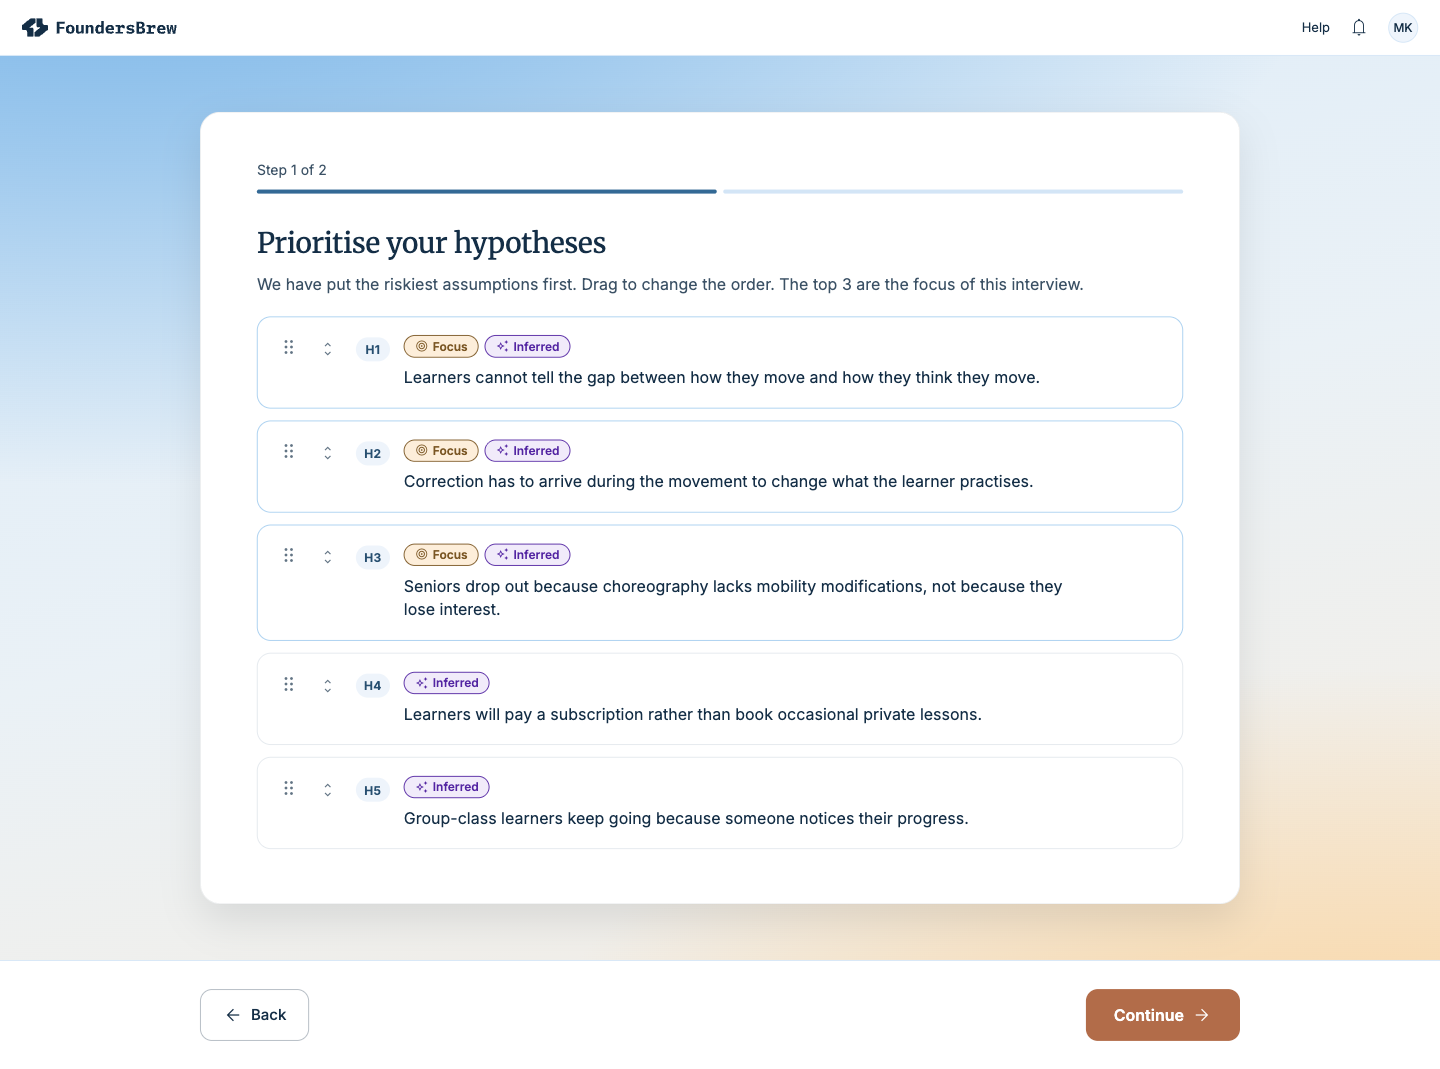 FoundersBrew
Help
MK
Step 1 of 2
Prioritise your hypotheses
We have put the riskiest assumptions first. Drag to change the order. The top 3 are the focus of this interview.
H1
Focus
Inferred
Learners cannot tell the gap between how they move and how they think they move.
H2
Focus
Inferred
Correction has to arrive during the movement to change what the learner practises.
H3
Focus
Inferred
Seniors drop out because choreography lacks mobility modifications, not because they
lose interest.
H4
Inferred
Learners will pay a subscription rather than book occasional private lessons.
H5
Inferred
Group-class learners keep going because someone notices their progress.
Back
Continue